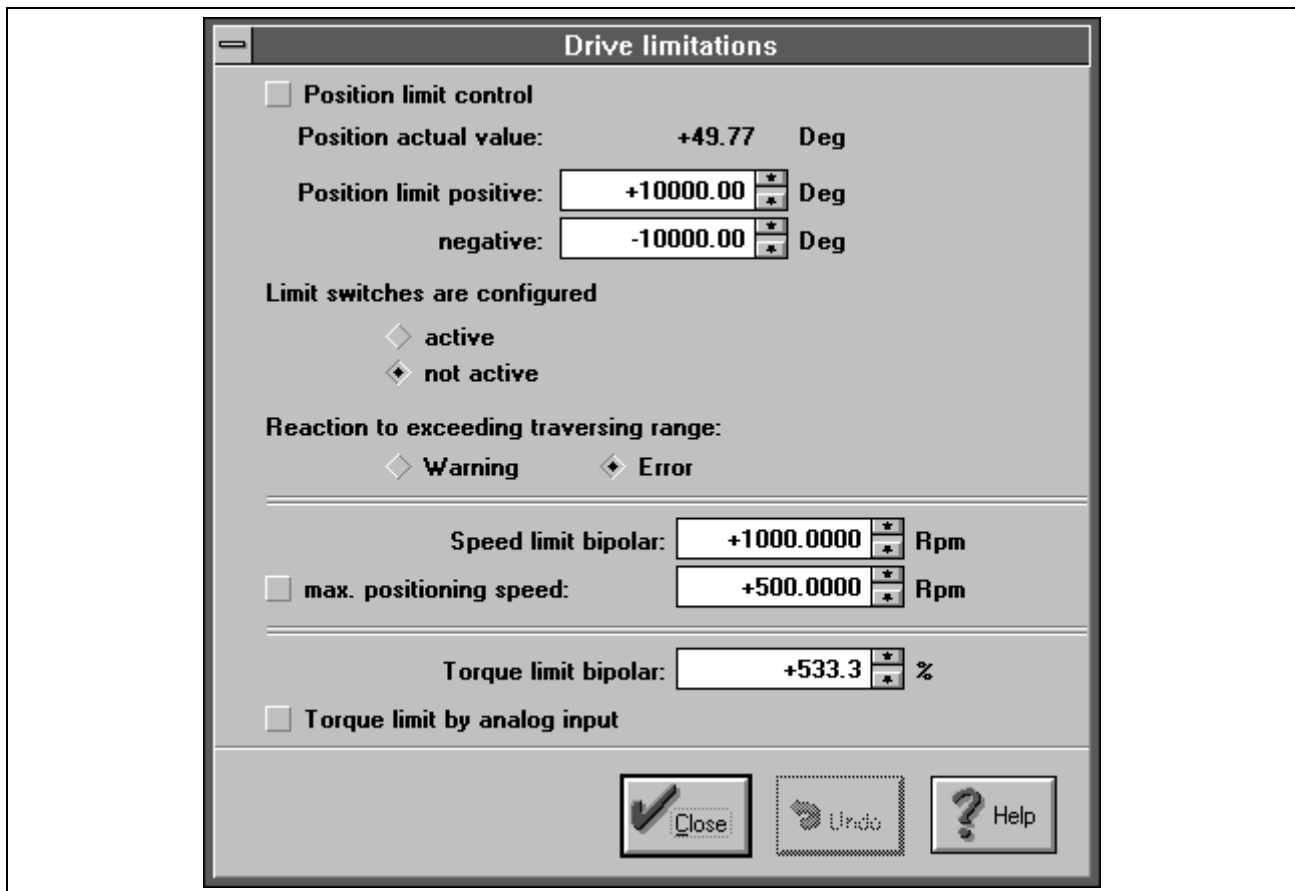 Drive limitations
Position limit control
Position actual value: +49.77 Deg
Position limit positive: +10000.00 Deg
negative: -10000.00 Deg
Limit switches are configured
active
not active
Reaction to exceeding traversing range:
Warning Error
Speed limit bipolar: +1000.0000 Rpm
max. positioning speed: +500.0000 Rpm
Torque limit bipolar: +533.3 %
Torque limit by analog input
Close Undo Help